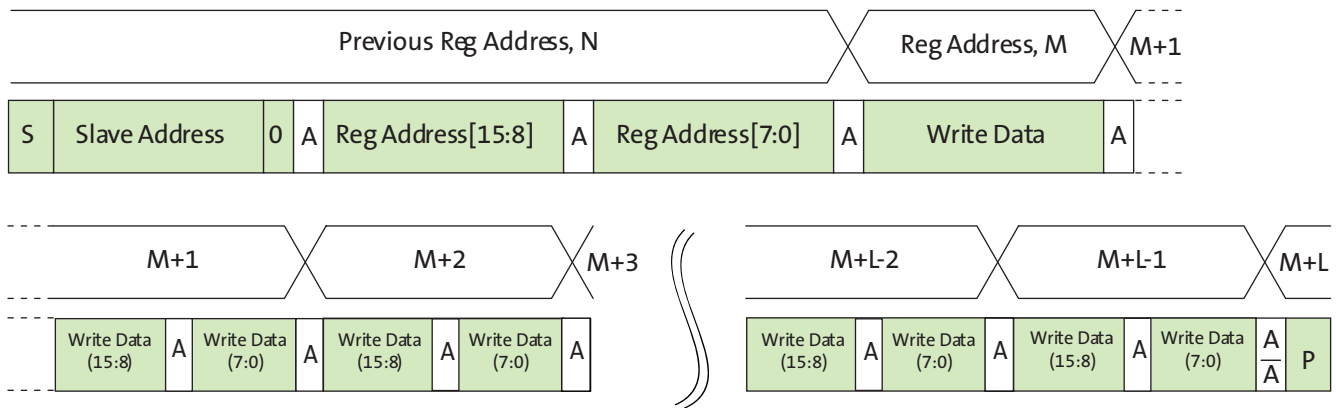 Previous Reg Address, N Reg Address, M M+1
S Slave Address 0 A Reg Address[15:8] A Reg Address[7:0] A Write Data A
M+1 M+2 M+3 M+L-2 M+L-1 M+L
Write Data (15:8) A Write Data (7:0) A Write Data (15:8) A Write Data (7:0) A Write Data (15:8) A Write Data (7:0) A Write Data (15:8) A Write Data (7:0) A/A̅ P